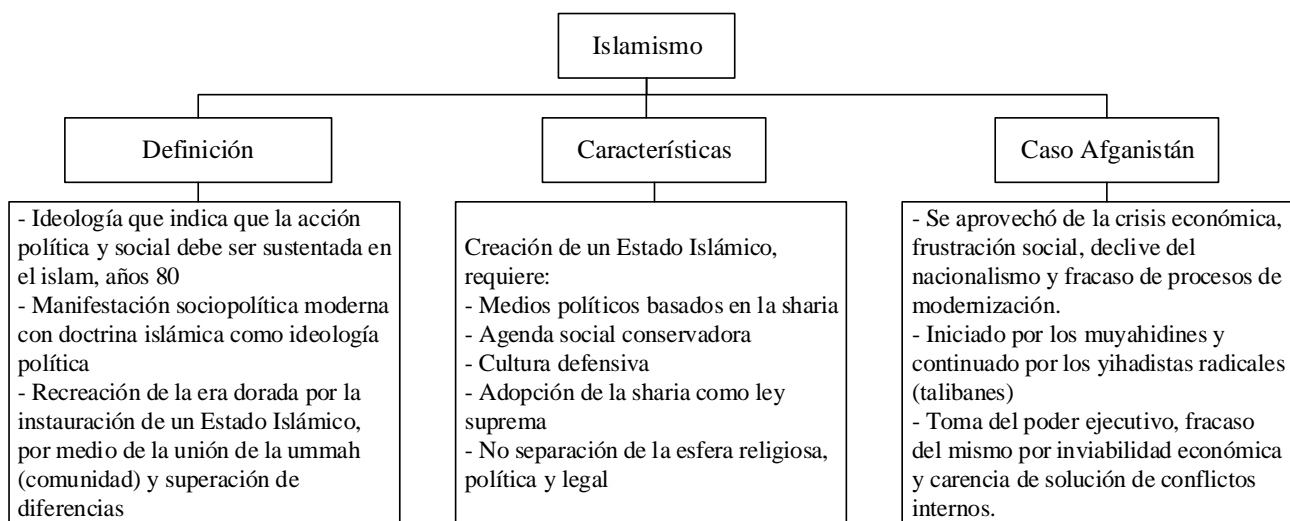 Islamismo
Definición
- Ideología que indica que la acción
política y social debe ser sustentada en
el islam, años 80
- Manifestación sociopolítica moderna
con doctrina islámica como ideología
política
- Recreación de la era dorada por la
instauración de un Estado Islámico,
por medio de la unión de la ummah
(comunidad) y superación de
diferencias
Características
Creación de un Estado Islámico,
requiere:
- Medios políticos basados en la sharia
- Agenda social conservadora
- Cultura defensiva
- Adopción de la sharia como ley
suprema
- No separación de la esfera religiosa,
política y legal
Caso Afganistán
- Se aprovechó de la crisis económica,
frustración social, declive del
nacionalismo y fracaso de procesos de
modernización.
- Iniciado por los muyahidines y
continuado por los yihadistas radicales
(talibanes)
- Toma del poder ejecutivo, fracaso
del mismo por inviabilidad económica
y carencia de solución de conflictos
internos.